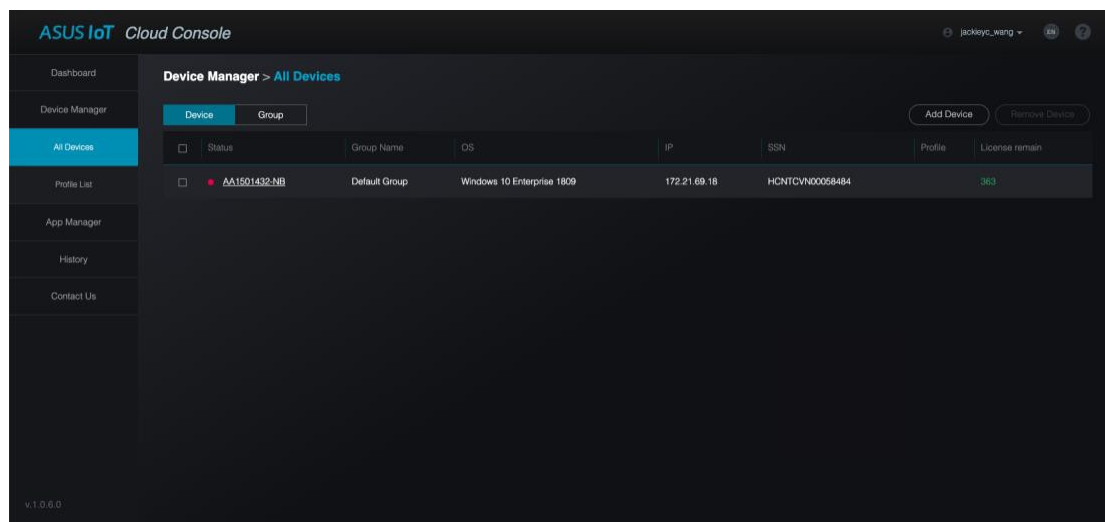 ASUS IoT Cloud Console
jackieyc_wang
EN
?
Dashboard
Device Manager
All Devices
Profile List
App Manager
History
Contact Us
v.1.0.6.0
Device Manager > All Devices
Device Group
Add Device Remove Device
Status Group Name OS IP SSN Profile License remain
AA1501432-NB Default Group Windows 10 Enterprise 1809 172.21.69.18 HCNTCVN00058484 363